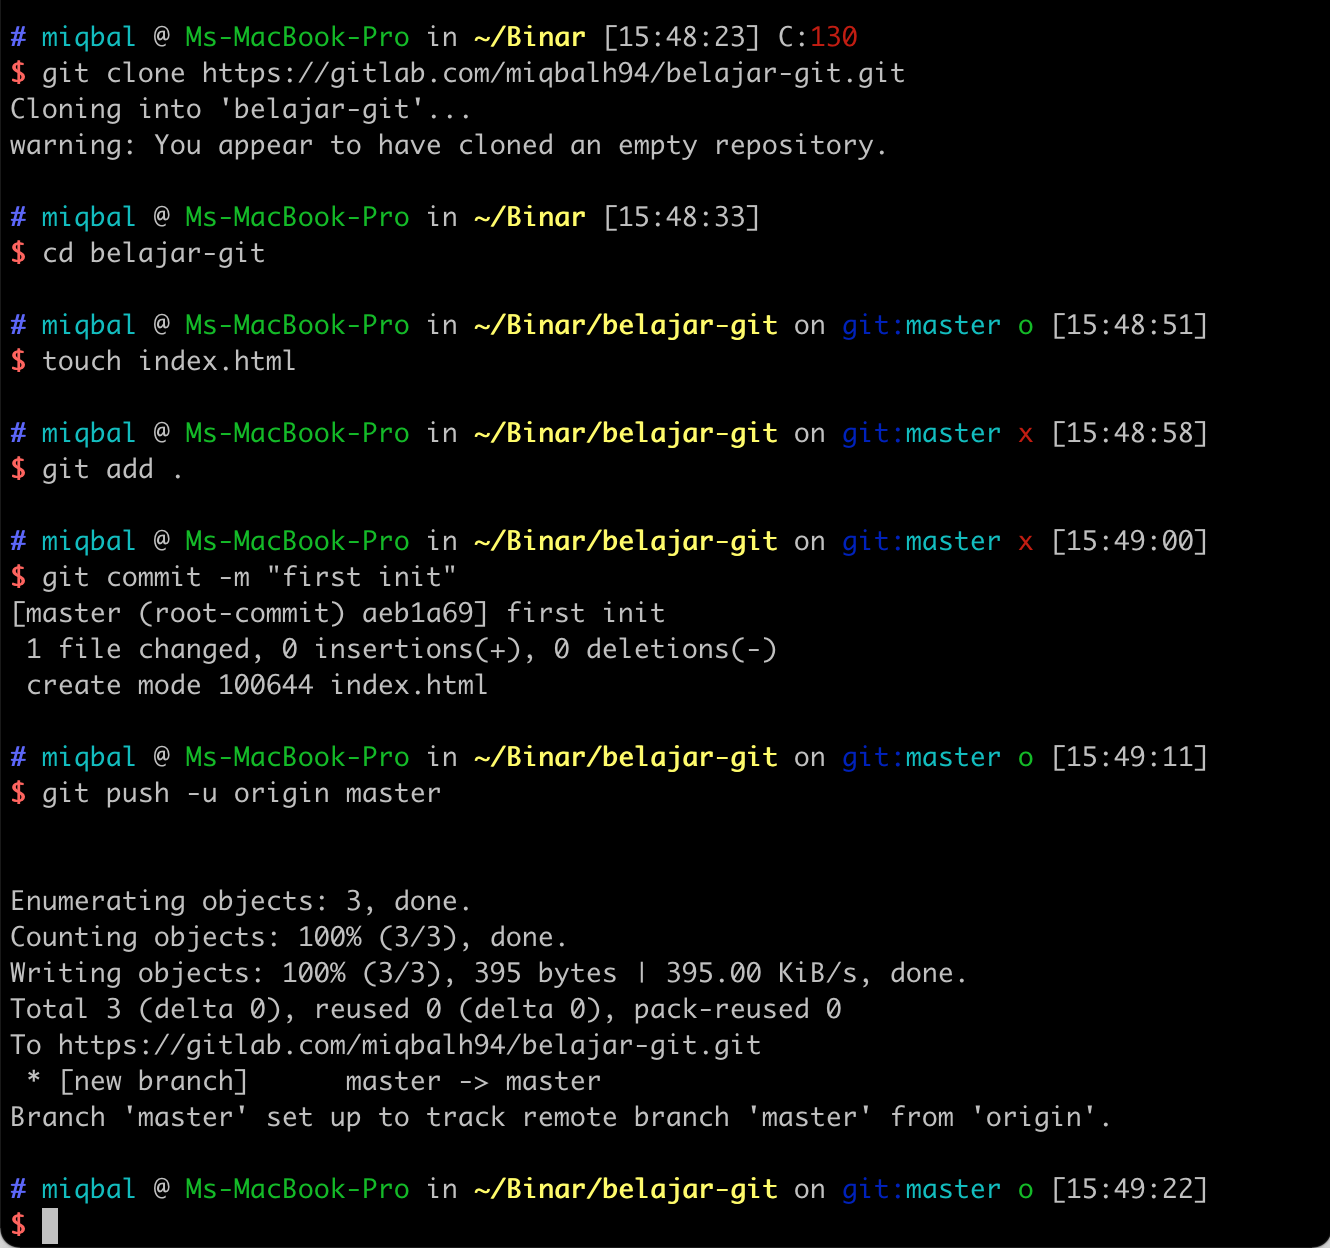 # miqbal @ Ms-MacBook-Pro in ~/Binar [15:48:23] C:130
$ git clone https://gitlab.com/miqbalh94/belajar-git.git
Cloning into 'belajar-git'...
warning: You appear to have cloned an empty repository.
# miqbal @ Ms-MacBook-Pro in ~/Binar [15:48:33]
$ cd belajar-git
# miqbal @ Ms-MacBook-Pro in ~/Binar/belajar-git on git:master o [15:48:51]
$ touch index.html
# miqbal @ Ms-MacBook-Pro in ~/Binar/belajar-git on git:master x [15:48:58]
$ git add .
# miqbal @ Ms-MacBook-Pro in ~/Binar/belajar-git on git:master x [15:49:00]
$ git commit -m "first init"
[master (root-commit) aeb1a69] first init
 1 file changed, 0 insertions(+), 0 deletions(-)
 create mode 100644 index.html
# miqbal @ Ms-MacBook-Pro in ~/Binar/belajar-git on git:master o [15:49:11]
$ git push -u origin master
Enumerating objects: 3, done.
Counting objects: 100% (3/3), done.
Writing objects: 100% (3/3), 395 bytes | 395.00 KiB/s, done.
Total 3 (delta 0), reused 0 (delta 0), pack-reused 0
To https://gitlab.com/miqbalh94/belajar-git.git
 * [new branch]      master -> master
Branch 'master' set up to track remote branch 'master' from 'origin'.
# miqbal @ Ms-MacBook-Pro in ~/Binar/belajar-git on git:master o [15:49:22]
$